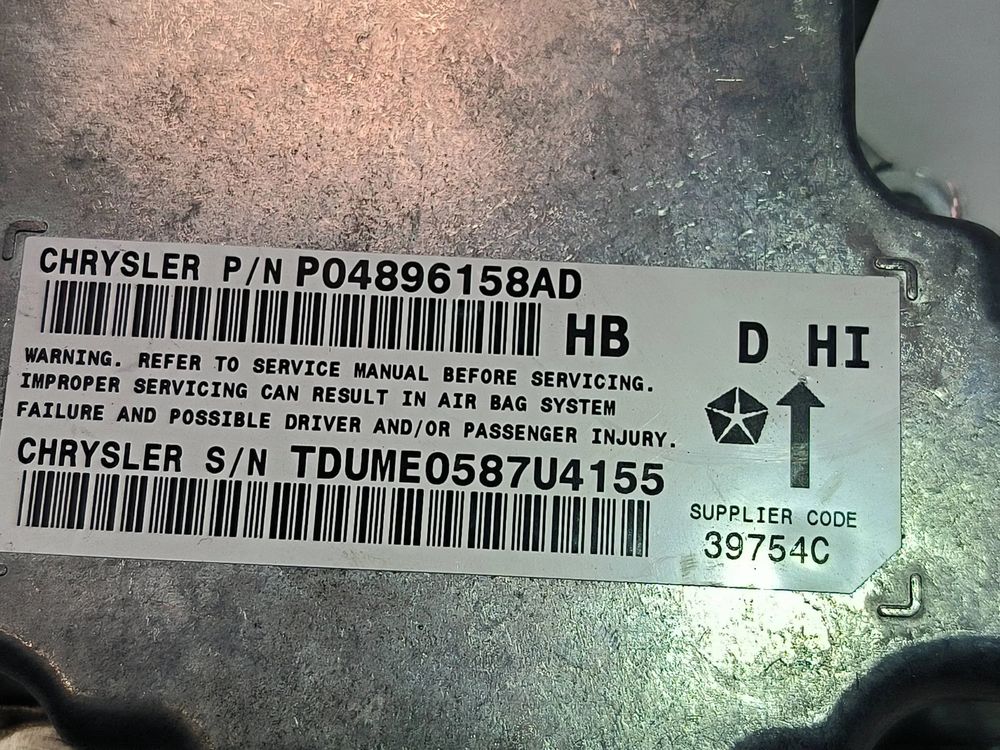 CHRYSLER P/N P04896158AD
HB D HI
WARNING. REFER TO SERVICE MANUAL BEFORE SERVICING.
IMPROPER SERVICING CAN RESULT IN AIR BAG SYSTEM
FAILURE AND POSSIBLE DRIVER AND/OR PASSENGER INJURY.
CHRYSLER S/N TDUME0587U4155
SUPPLIER CODE
39754C